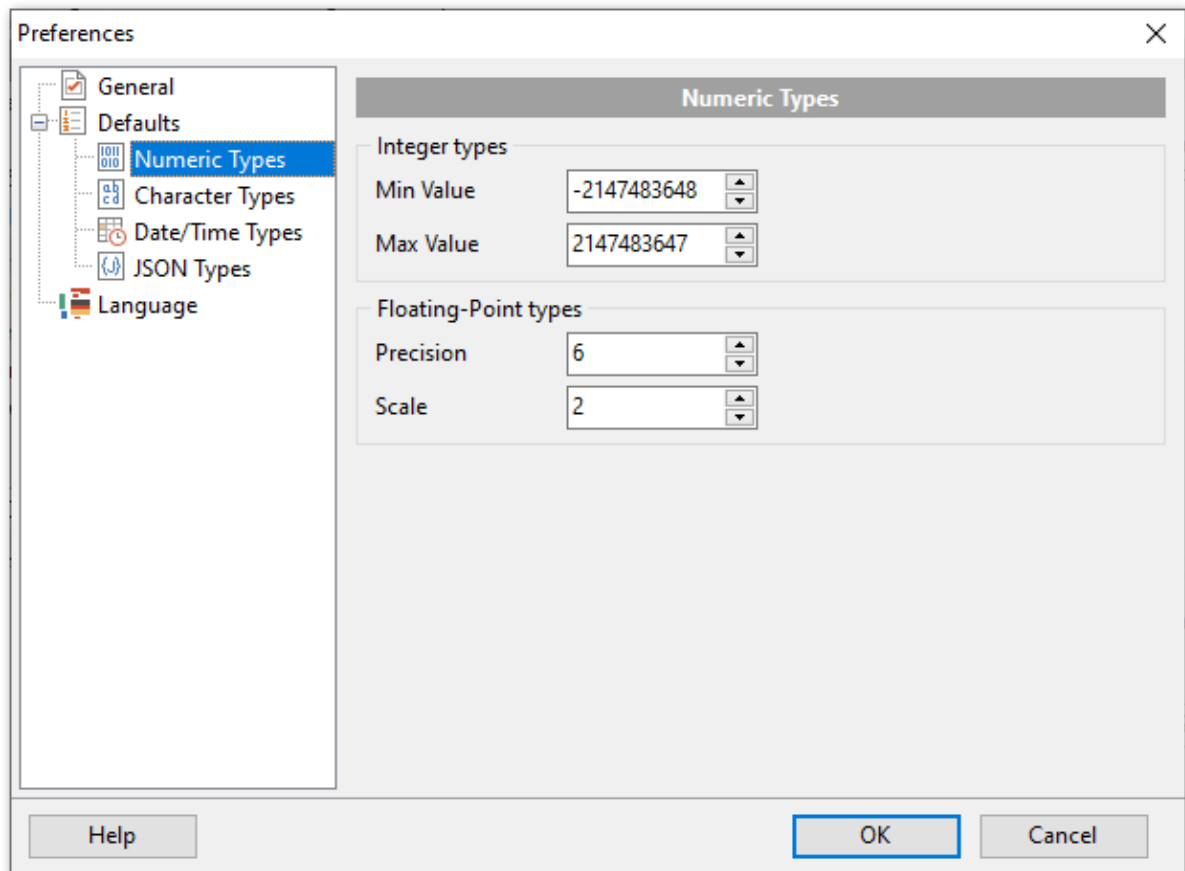 Preferences
General
Defaults
Numeric Types
Character Types
Date/Time Types
JSON Types
Language
Numeric Types
Integer types
Min Value -2147483648
Max Value 2147483647
Floating-Point types
Precision 6
Scale 2
Help OK Cancel